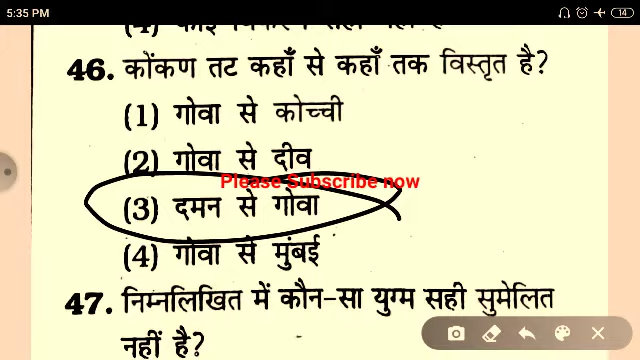 5:35 PM
14
46. कोंकण तट कहाँ से कहाँ तक विस्तृत है?
(1) गोवा से कोच्ची
(2) गोवा से दीव
Please Subscribe now
(3) दमन से गोवा
(4) गोवा से मुंबई
47. निम्नलिखित में कौन-सा युग्म सही सुमेलित
नहीं है?